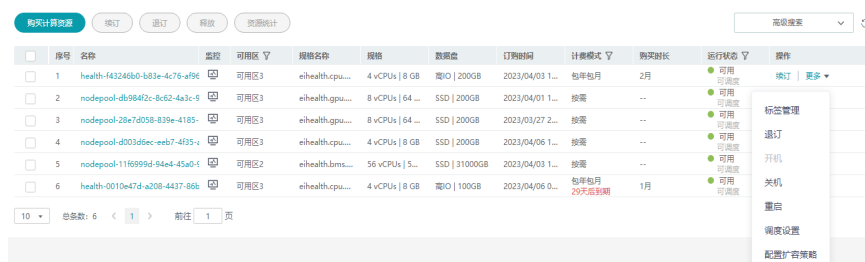 购买计算资源 续订 退订 释放 资源统计 高级搜索
序号 名称 监控 可用区 规格名称 规格 数据盘 订购时间 计费模式 购买时长 运行状态 操作
1 health-f43246b0-b83e-4c76-af96 可用区3 eihealth.cpu.... 4 vCPUs | 8 GB 高IO | 200GB 2023/04/03 1... 包年包月 2月 可用 续订 更多
可调度
2 nodepool-db984f2c-8c62-4a3c-9 可用区3 eihealth.gpu.... 8 vCPUs | 64 ... SSD | 200GB 2023/04/01 1... 按需 -- 可用
可调度
3 nodepool-28e7d058-839e-4185- 可用区3 eihealth.gpu.... 8 vCPUs | 64 ... SSD | 200GB 2023/03/27 2... 按需 -- 可用
可调度
4 nodepool-d003d6ec-eeb7-4f35-a 可用区3 eihealth.cpu.... 4 vCPUs | 8 GB SSD | 200GB 2023/04/06 1... 按需 -- 可用
可调度
5 nodepool-11f6999d-94e4-45a0-9 可用区2 eihealth.bms.... 56 vCPUs | 5... SSD | 31000GB 2023/04/03 1... 按需 -- 可用
可调度
6 health-0010e47d-a208-4437-86b 可用区3 eihealth.cpu.... 4 vCPUs | 8 GB 高IO | 100GB 2023/04/06 0... 包年包月 1月 可用
29天后到期 可调度
10 总条数: 6 < 1 > 前往 1 页
标签管理
退订
开机
关机
重启
调度设置
配置扩容策略